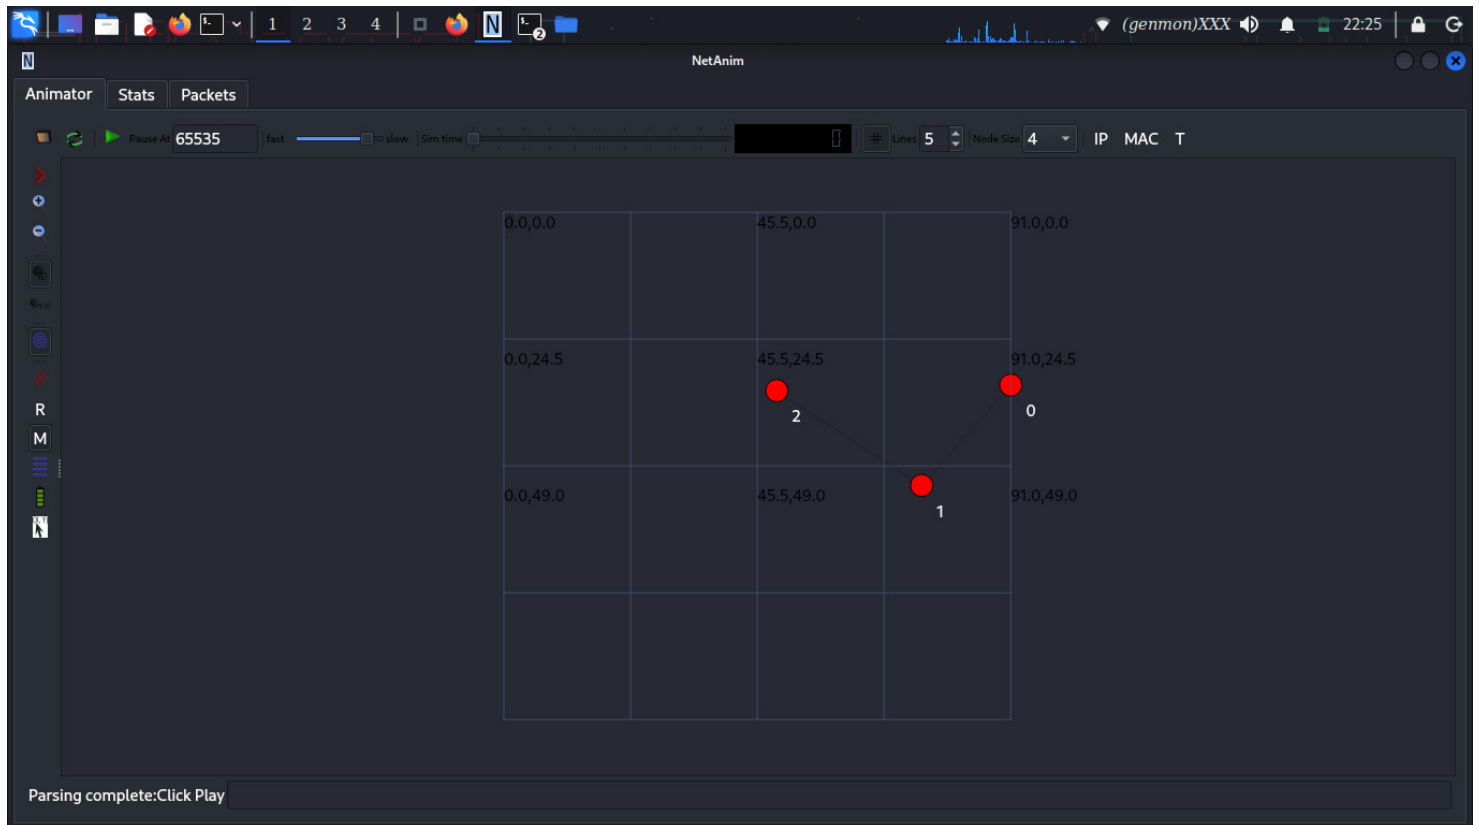 1 2 3 4 2 (genmon)XXX 22:25
NetAnim
Animator Stats Packets
Pause At 65535 fast slow Sim time 0 # Lines 5 Node Size 4 IP MAC T
0.0,0.0 45.5,0.0 91.0,0.0
0.0,24.5 45.5,24.5 91.0,24.5
2 0
R
M
0.0,49.0 45.5,49.0 91.0,49.0
1
Parsing complete:Click Play